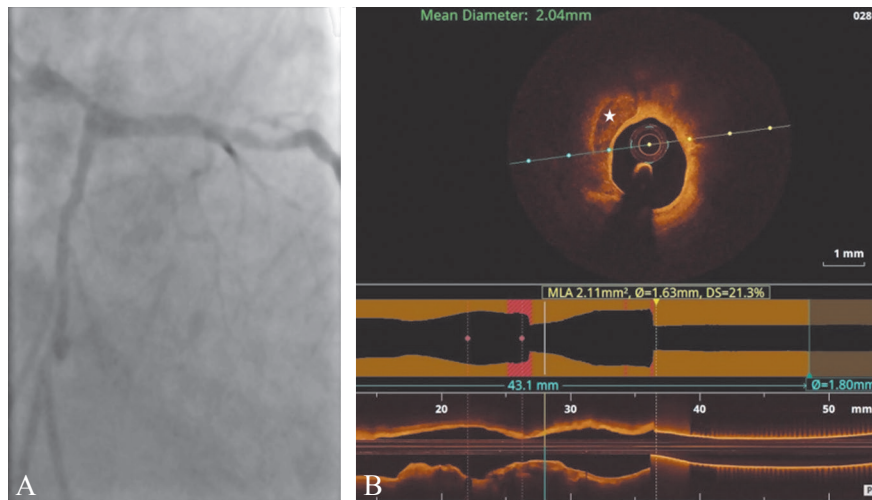 Mean Diameter: 2.04mm
028
1 mm
MLA 2.11mm², Ø=1.63mm, DS=21.3%
43.1 mm
Ø=1.80mm
20 30 40 50 mm
A
B
P